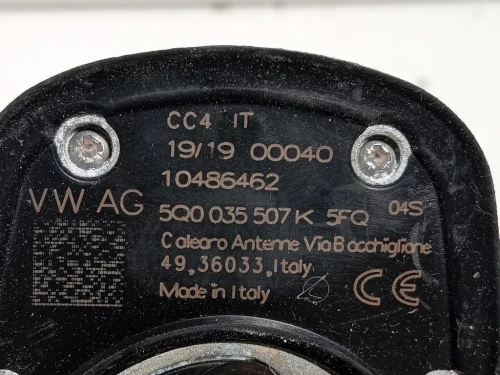 CC4 IT
19/19 00040
10486462
VW AG 5Q0 035 507 K 5FQ 04S
Calearo Antenne Via Bacchiglione
49,36033,Italy
Made in Italy CE